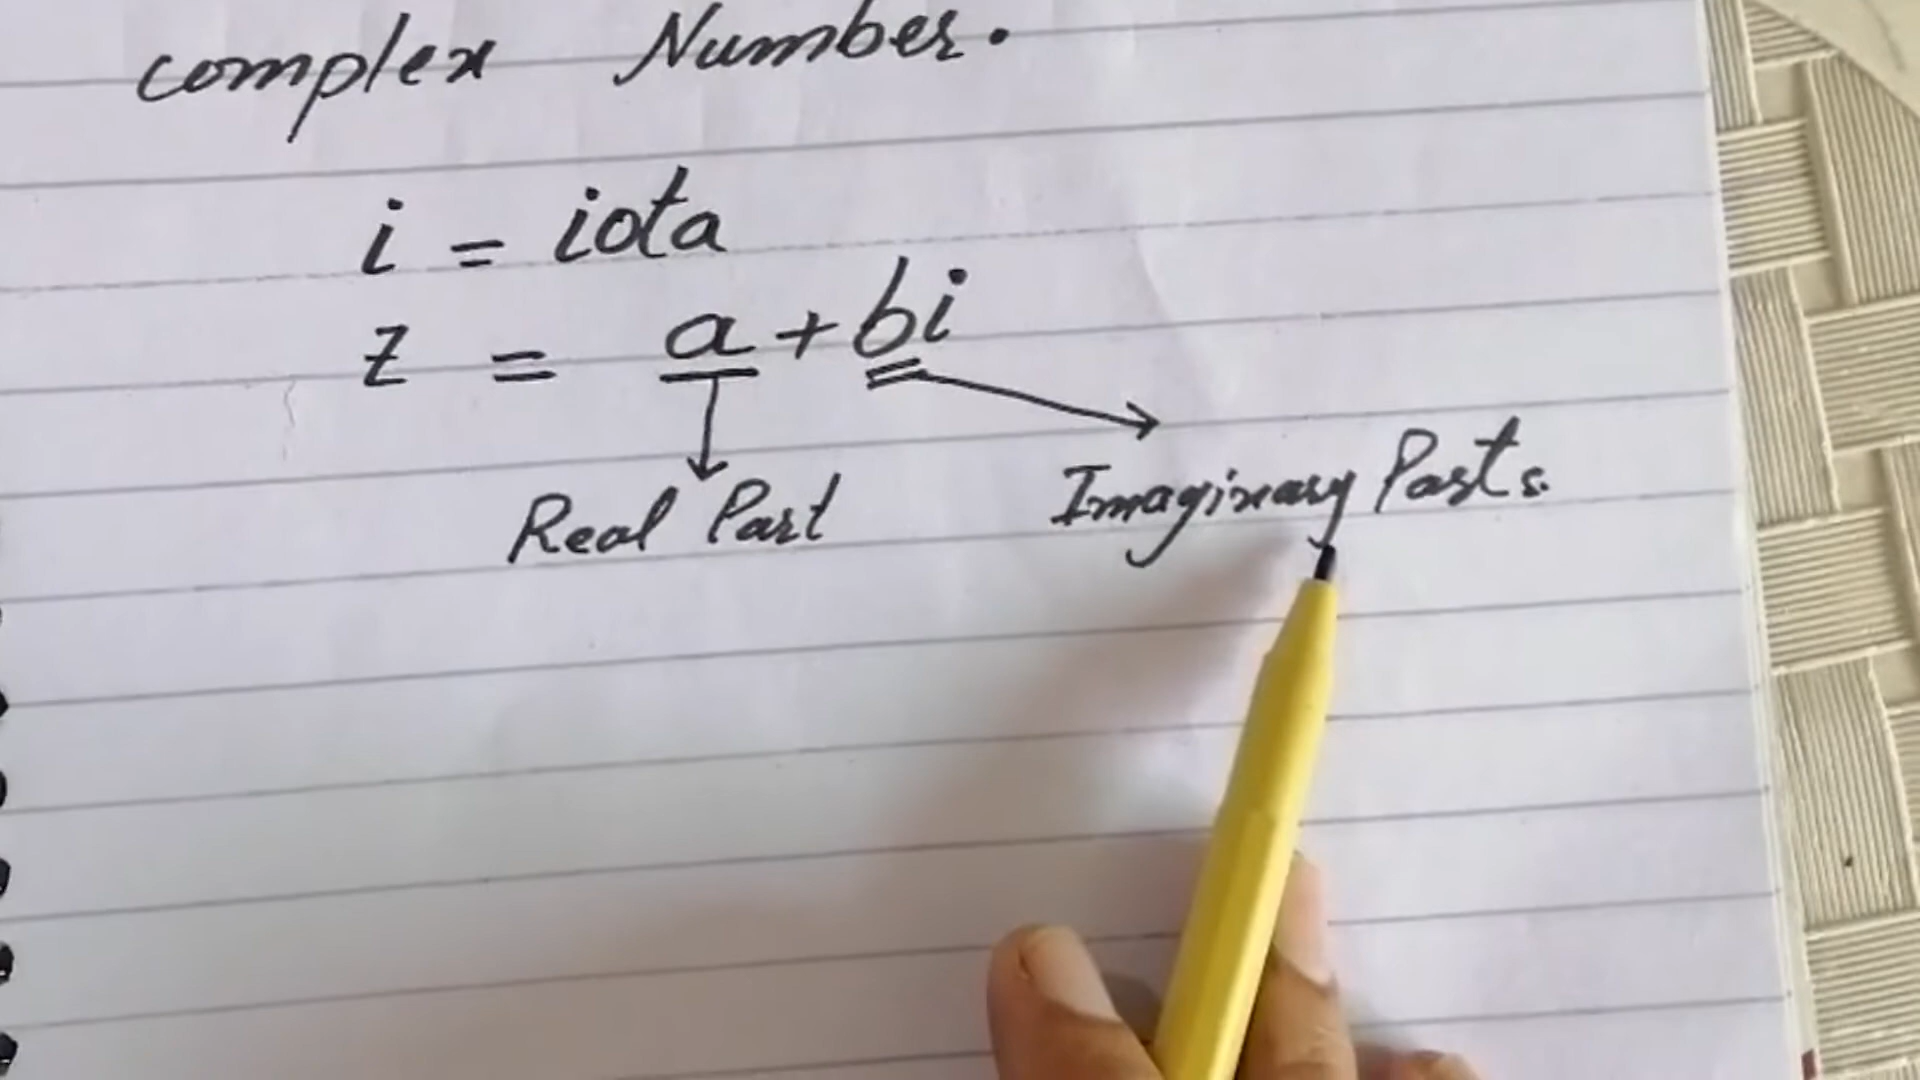 complex Number.
i = iota
z = a + bi
Real Part Imaginary Parts.